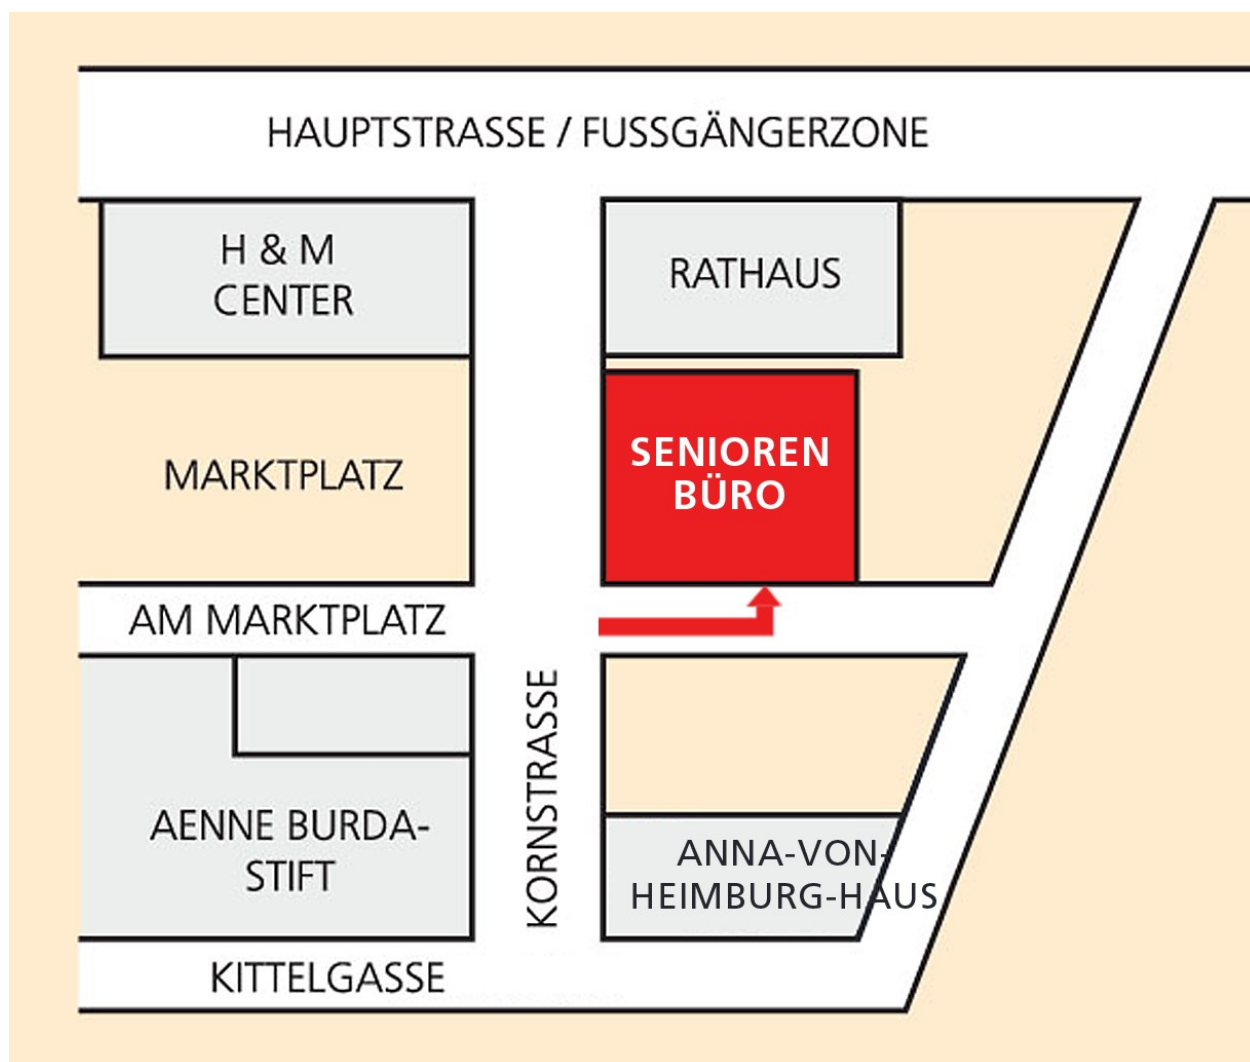 HAUPTSTRASSE / FUSSGÄNGERZONE
H & M
CENTER
RATHAUS
MARKTPLATZ
SENIOREN
BÜRO
AM MARKTPLATZ
KORNSTRASSE
AENNE BURDA-
STIFT
ANNA-VON-
HEIMBURG-HAUS
KITTELGASSE